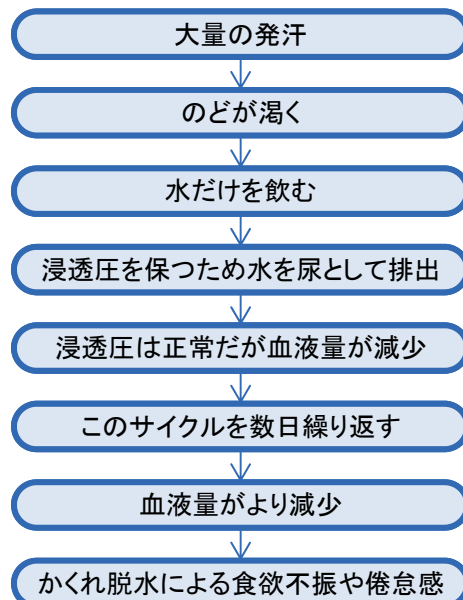 大量の発汗
のどが渇く
水だけを飲む
浸透圧を保つため水を尿として排出
浸透圧は正常だが血液量が減少
このサイクルを数日繰り返す
血液量がより減少
かくれ脱水による食欲不振や倦怠感